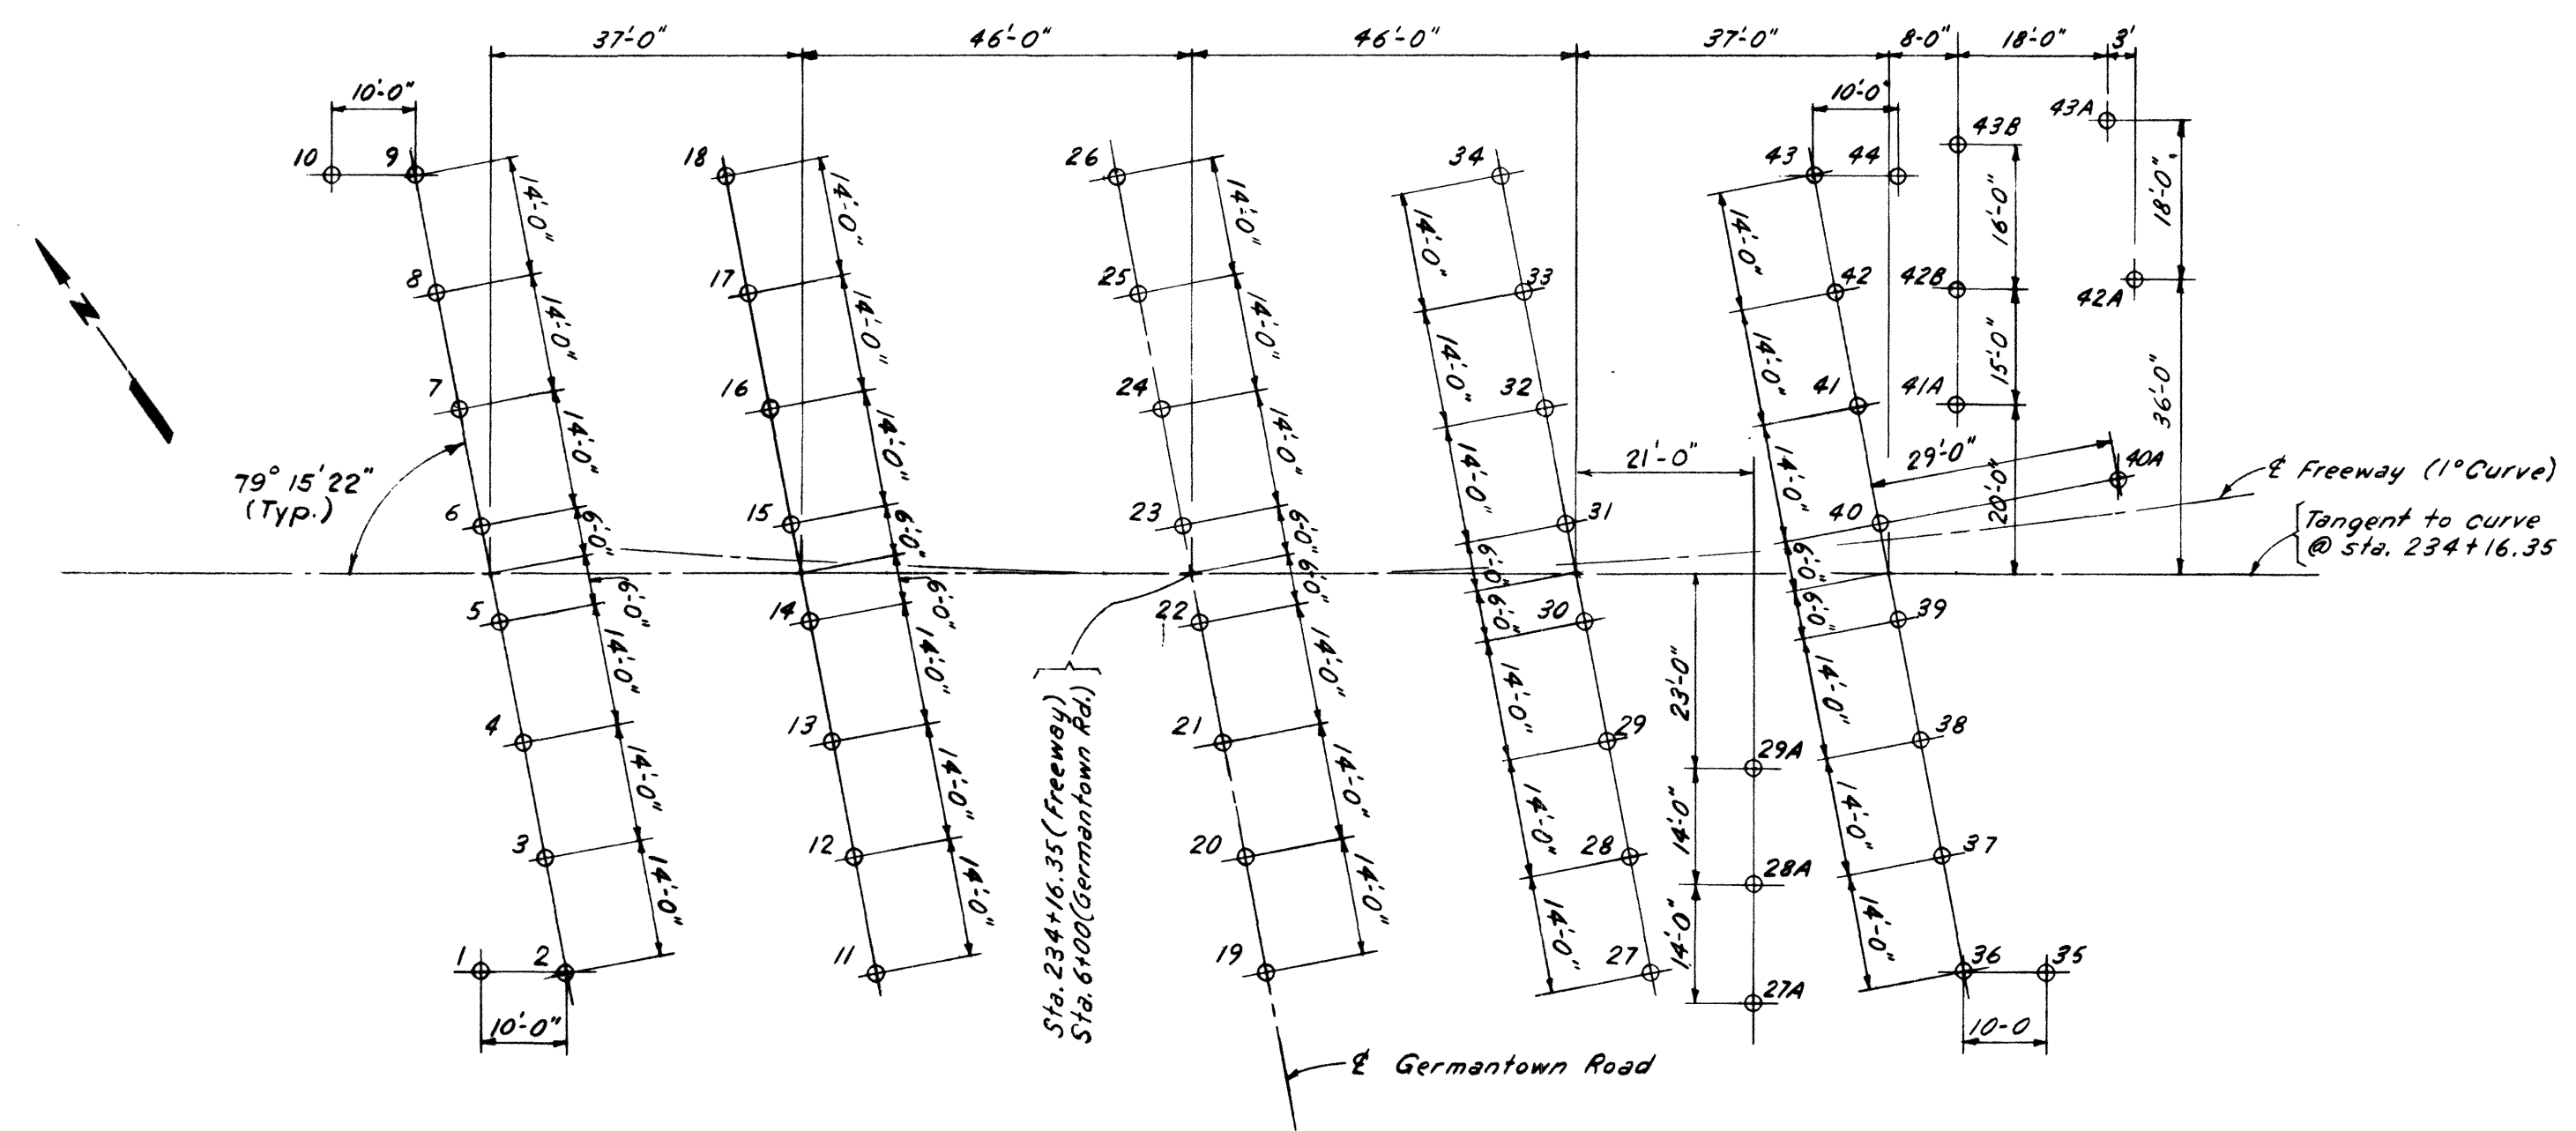 37'-0" 46'-0" 46'-0" 37'-0" 8-0" 18'-0" 3'
10'-0" 10'-0"
43A
43B
18'-0"
10 9 18 26 34 43 44
14'-0" 14'-0" 14'-0" 14'-0" 14'-0"
16'-0"
8 17 25 33 42 42B 42A
14'-0" 14'-0" 14'-0" 14'-0" 14'-0"
15'-0"
36'-0"
7 16 24 32 41 41A
14'-0" 14'-0" 14'-0" 14'-0" 14'-0"
79° 15' 22"
(Typ.)
21'-0" 29'-0" 40A
20'-0"
℄ Freeway (1° Curve)
6 15 23 31 40
Tangent to curve
@ sta. 234+16.35
6'-0" 6'-0" 6'-0" 6'-0" 6'-0"
6'-0" 6'-0" 6'-0" 6'-0" 6'-0"
N
5 14 22 30 39
14'-0" 14'-0" 14'-0" 14'-0" 14'-0"
23'-0"
4 13 21 29 29A 38
14'-0" 14'-0" 14'-0" 14'-0" 14'-0"
14'-0"
3 12 20 28 28A 37
14'-0" 14'-0" 14'-0" 14'-0" 14'-0"
14'-0"
1 2 11 19 27 27A 36 35
10'-0" 10-0
Sta. 234+16.35 (Freeway)
Sta. 6+00 (Germantown Rd.)
℄ Germantown Road